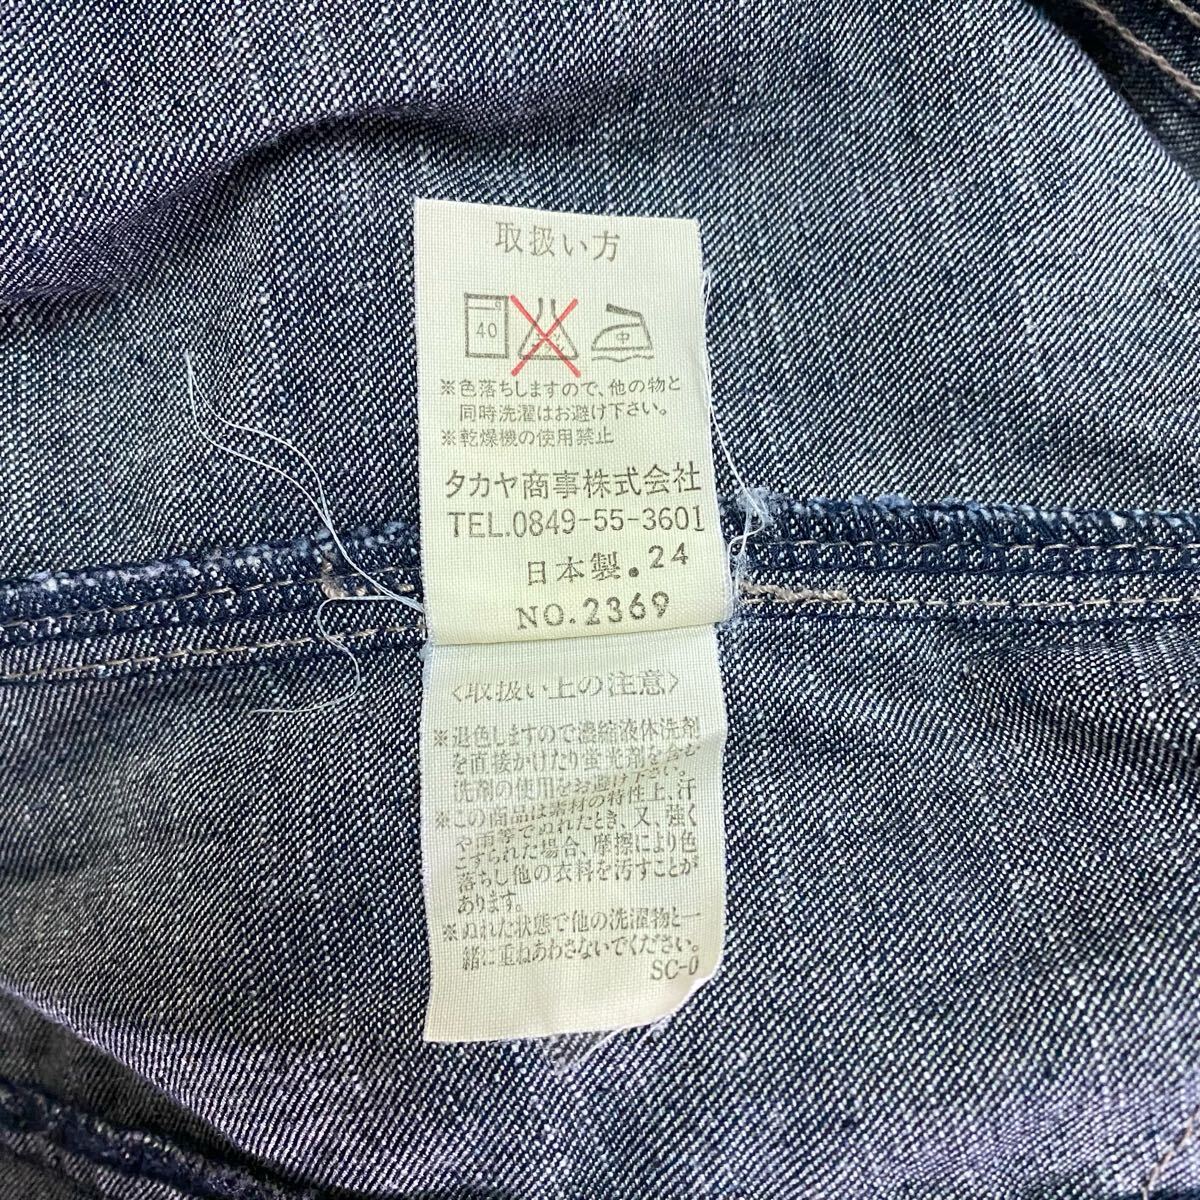 取扱い方
40
エンソ
中
※色落ちしますので、他の物と
同時洗濯はお避け下さい。
※乾燥機の使用禁止
タカヤ商事株式会社
TEL.0849-55-3601
日本製.24
NO.2369
〈取扱い上の注意〉
※退色しますので濃縮液体洗剤
を直接かけたり蛍光剤を含む
洗剤の使用をお避け下さい。
※この商品は素材の特性上、汗
や雨等でぬれたとき、又、強く
こすられた場合、摩擦により色
落ちし他の衣料を汚すことが
あります。
※ぬれた状態で他の洗濯物と一
緒に重ねあわさないでください。
SC-0